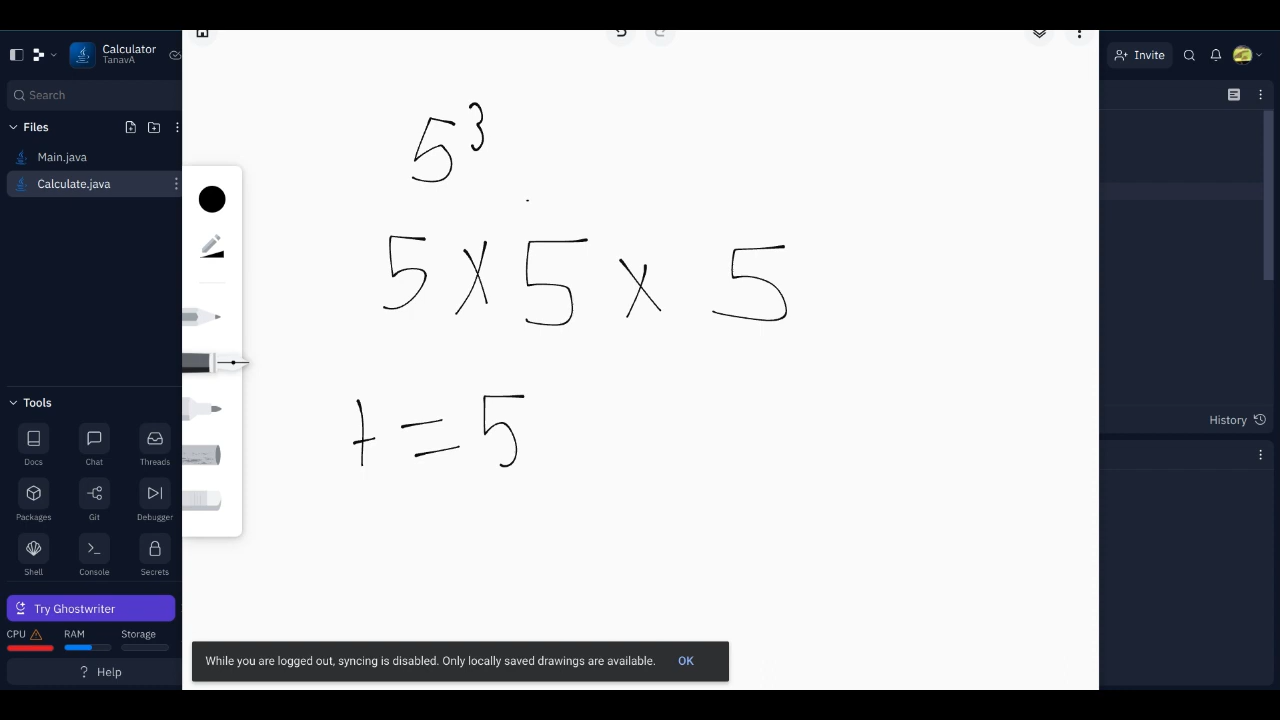 Calculator
TanavA
Invite
Search
Files
Main.java
Calculate.java
5³
5 x 5 x 5
t = 5
History
Tools
Docs Chat Threads
Packages Git Debugger
Shell Console Secrets
Try Ghostwriter
CPU RAM Storage
? Help
While you are logged out, syncing is disabled. Only locally saved drawings are available. OK